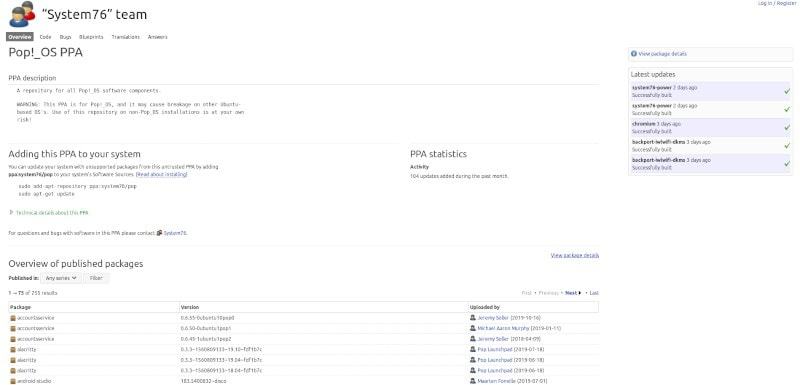 Log in / Register
"System76" team
Overview Code Bugs Blueprints Translations Answers
Pop!_OS PPA
PPA description
A repository for all Pop!_OS software components.
WARNING: This PPA is for Pop!_OS, and it may cause breakage on other Ubuntu-
based OS's. Use of this repository on non-Pop_OS installations is at your own
risk!
Adding this PPA to your system
You can update your system with unsupported packages from this untrusted PPA by adding
ppa:system76/pop to your system's Software Sources. (Read about installing)
sudo add-apt-repository ppa:system76/pop
sudo apt-get update
Technical details about this PPA
For questions and bugs with software in this PPA please contact System76.
PPA statistics
Activity
104 updates added during the past month.
View package details
Latest updates
system76-power 2 days ago
Successfully built
system76-power 2 days ago
Successfully built
chromium 3 days ago
Successfully built
backport-iwlwifi-dkms 3 days ago
Successfully built
backport-iwlwifi-dkms 3 days ago
Successfully built
View package details
Overview of published packages
Published in: Any series Filter
1 → 75 of 755 results
First • Previous • Next • Last
Package Version Uploaded by
accountsservice 0.6.55-0ubuntu10pop0 Jeremy Soller (2019-10-16)
accountsservice 0.6.50-0ubuntu1pop1 Michael Aaron Murphy (2019-01-11)
accountsservice 0.6.45-1ubuntu1pop2 Jeremy Soller (2018-04-09)
alacritty 0.3.3~1560809133~19.10~fdf1b7c Pop Launchpad (2019-07-18)
alacritty 0.3.3~1560809133~19.04~fdf1b7c Pop Launchpad (2019-06-18)
alacritty 0.3.3~1560809133~18.04~fdf1b7c Pop Launchpad (2019-06-18)
android-studio 183.5400832~disco Maarten Fonville (2019-07-01)